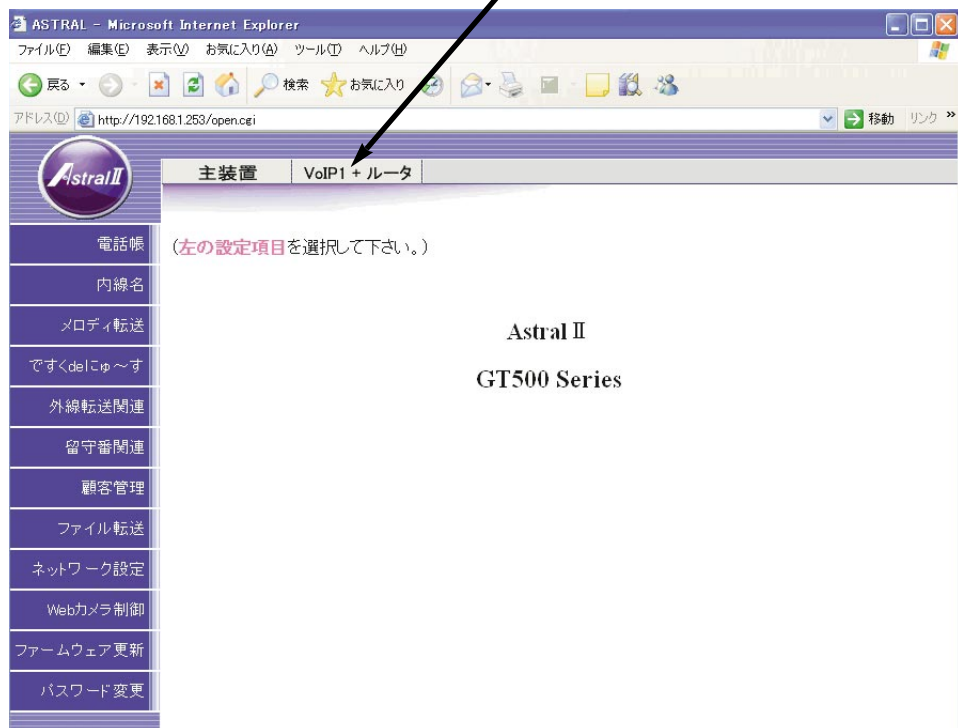 ASTRAL - Microsoft Internet Explorer
ファイル(F) 編集(E) 表示(V) お気に入り(A) ツール(T) ヘルプ(H)
戻る 検索 お気に入り
アドレス(D) http://192.168.1.253/open.cgi 移動 リンク »
AstralⅡ
主装置 VoIP1 + ルータ
電話帳
(左の設定項目を選択して下さい。)
内線名
メロディ転送
Astral Ⅱ
ですくdelにゅ～す
GT500 Series
外線転送関連
留守番関連
顧客管理
ファイル転送
ネットワーク設定
Webカメラ制御
ファームウェア更新
パスワード変更